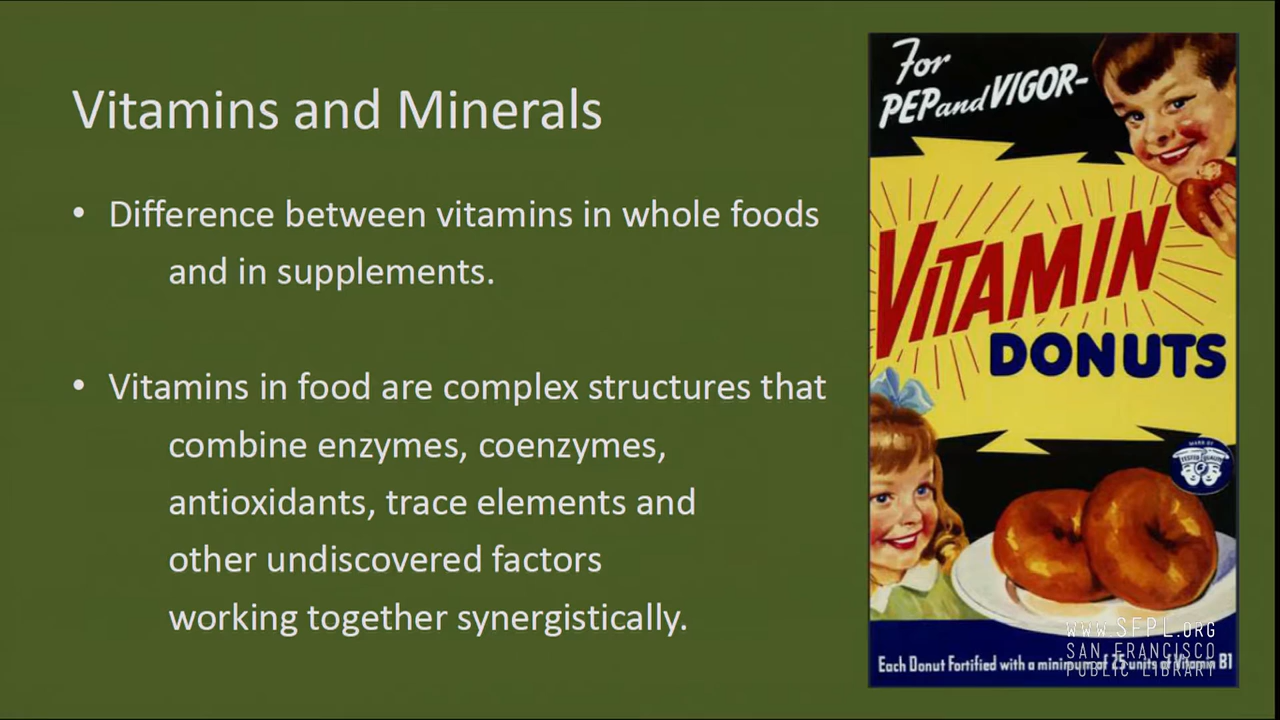 Vitamins and Minerals
• Difference between vitamins in whole foods
and in supplements.
• Vitamins in food are complex structures that
combine enzymes, coenzymes,
antioxidants, trace elements and
other undiscovered factors
working together synergistically.
For
PEP and VIGOR-
VITAMIN
DONUTS
MADE BY
Each Donut Fortified with a minimum of 25 units of Vitamin B1
WWW.SFPL.ORG
SAN FRANCISCO
PUBLIC LIBRARY